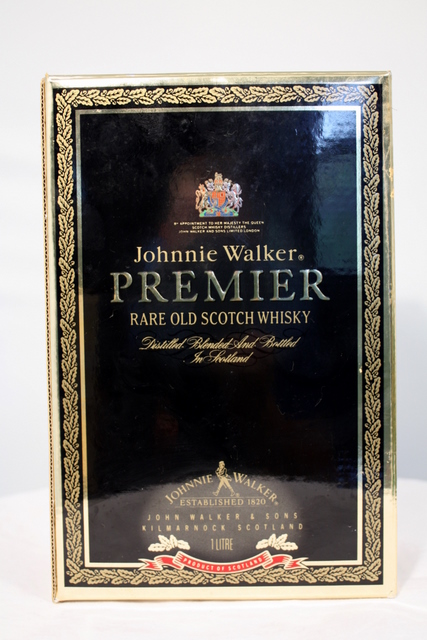 BY APPOINTMENT TO HER MAJESTY THE QUEEN
SCOTCH WHISKY DISTILLERS
JOHN WALKER AND SONS LIMITED LONDON
Johnnie Walker®
PREMIER
RARE OLD SCOTCH WHISKY
Distilled, Blended And Bottled
In Scotland
JOHNNIE WALKER®
ESTABLISHED 1820
JOHN WALKER & SONS
KILMARNOCK SCOTLAND
1 LITRE
PRODUCT OF SCOTLAND